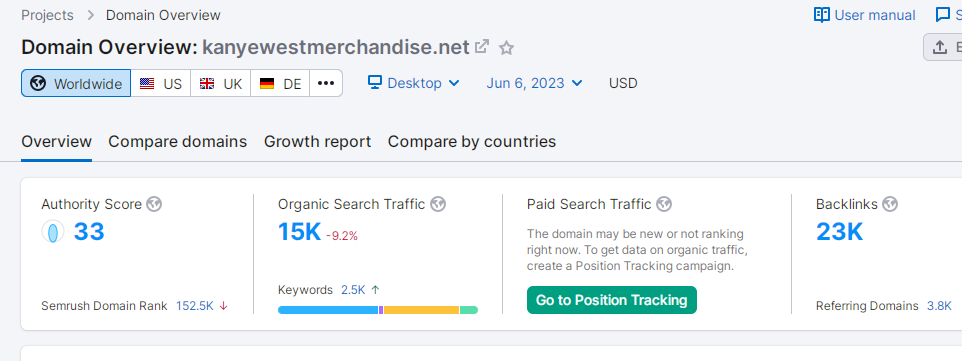 Projects > Domain Overview
User manual
Domain Overview: kanyewestmerchandise.net
Worldwide US UK DE •••
Desktop Jun 6, 2023 USD
Overview Compare domains Growth report Compare by countries
Authority Score
33
Semrush Domain Rank 152.5K ↓
Organic Search Traffic
15K -9.2%
Keywords 2.5K ↑
Paid Search Traffic
The domain may be new or not ranking
right now. To get data on organic traffic,
create a Position Tracking campaign.
Go to Position Tracking
Backlinks
23K
Referring Domains 3.8K